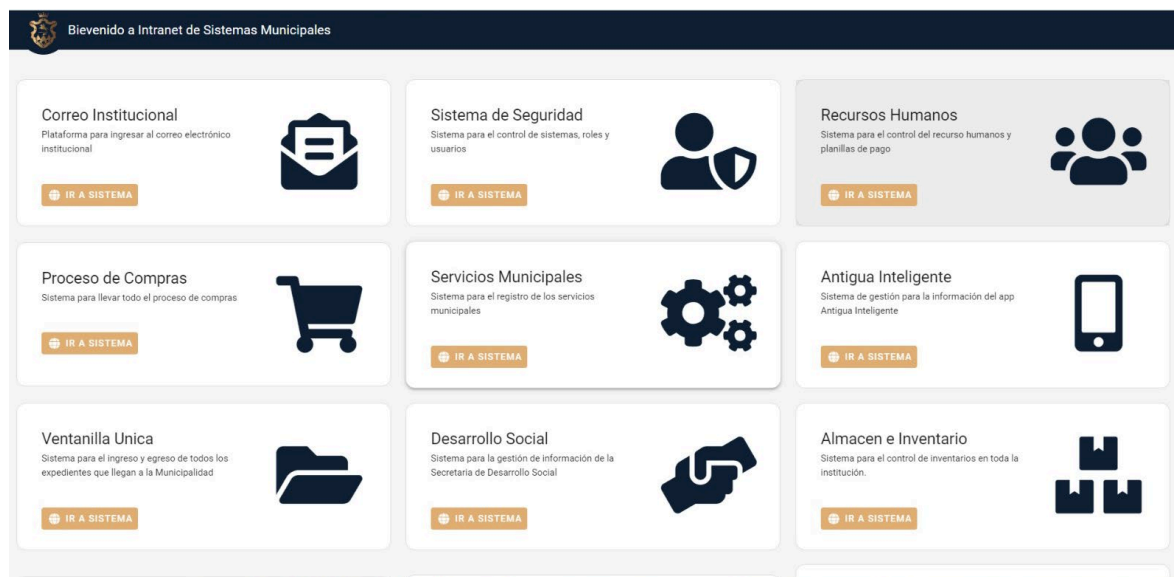 Bievenido a Intranet de Sistemas Municipales
Correo Institucional
Plataforma para ingresar al correo electrónico
institucional
IR A SISTEMA
Sistema de Seguridad
Sistema para el control de sistemas, roles y
usuarios
IR A SISTEMA
Recursos Humanos
Sistema para el control del recurso humanos y
planillas de pago
IR A SISTEMA
Proceso de Compras
Sistema para llevar todo el proceso de compras
IR A SISTEMA
Servicios Municipales
Sistema para el registro de los servicios
municipales
IR A SISTEMA
Antigua Inteligente
Sistema de gestión para la información del app
Antigua Inteligente
IR A SISTEMA
Ventanilla Unica
Sistema para el ingreso y egreso de todos los
expedientes que llegan a la Municipalidad
IR A SISTEMA
Desarrollo Social
Sistema para la gestión de información de la
Secretaria de Desarrollo Social
IR A SISTEMA
Almacen e Inventario
Sistema para el control de inventarios en toda la
institución.
IR A SISTEMA